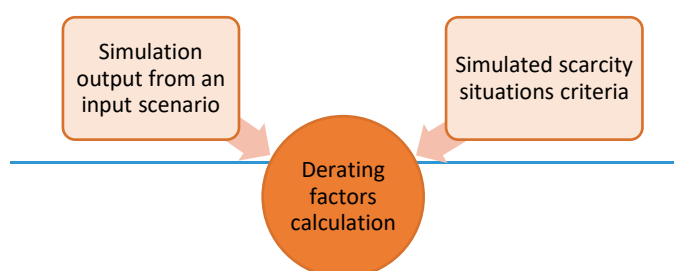 Simulation
output from an
input scenario
Simulated scarcity
situations criteria
Derating
factors
calculation